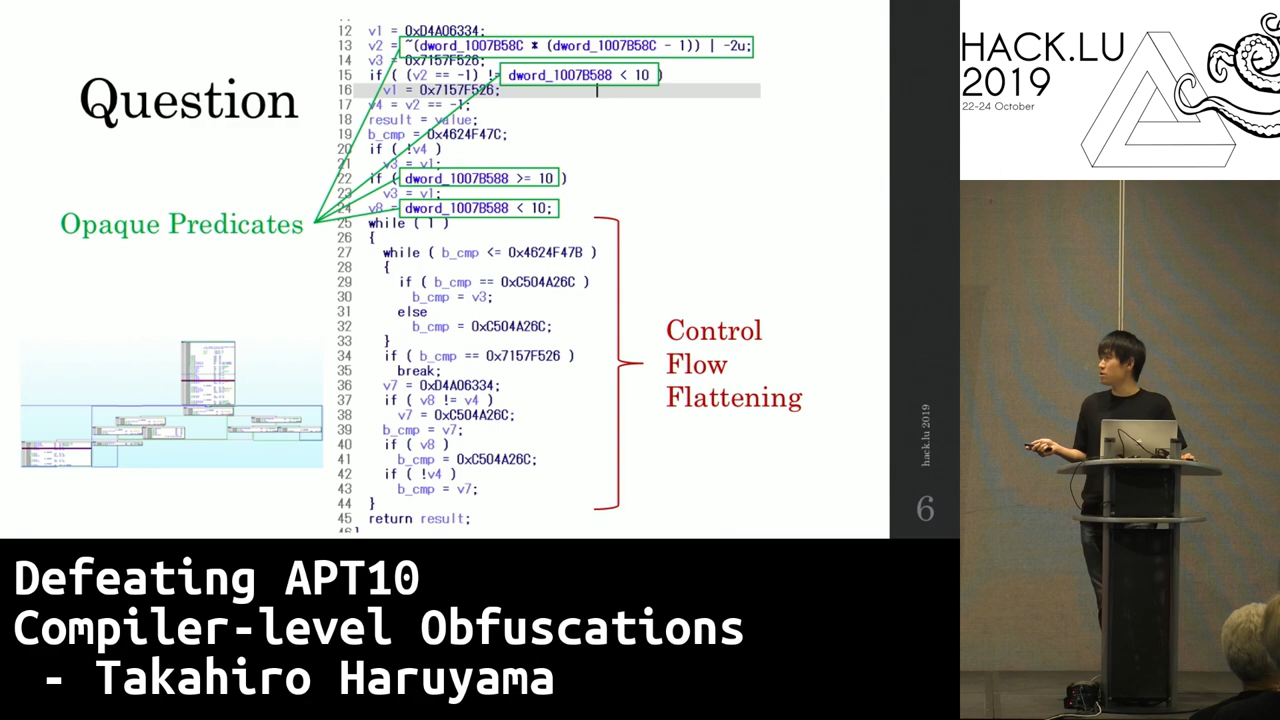 Question
Opaque Predicates
12 v1 = 0xD4A06334;
13 v2 = ~(dword_1007B58C * (dword_1007B58C - 1)) | -2u;
14 v3 = 0x7157F526;
15 if ( (v2 == -1) != dword_1007B588 < 10 )
16 v1 = 0x7157F526;
17 v4 = v2 == -1;
18 result = value;
19 b_cmp = 0x4624F47C;
20 if ( !v4 )
21 v3 = v1;
22 if ( dword_1007B588 >= 10 )
23 v3 = v1;
24 v8 = dword_1007B588 < 10;
25 while ( 1 )
26 {
27 while ( b_cmp <= 0x4624F47B )
28 {
29 if ( b_cmp == 0xC504A26C )
30 b_cmp = v3;
31 else
32 b_cmp = 0xC504A26C;
33 }
34 if ( b_cmp == 0x7157F526 )
35 break;
36 v7 = 0xD4A06334;
37 if ( v8 != v4 )
38 v7 = 0xC504A26C;
39 b_cmp = v7;
40 if ( v8 )
41 b_cmp = 0xC504A26C;
42 if ( !v4 )
43 b_cmp = v7;
44 }
45 return result;
Control
Flow
Flattening
hack.lu 2019
6
HACK.LU
2019
22-24 October
Defeating APT10
Compiler-level Obfuscations
- Takahiro Haruyama